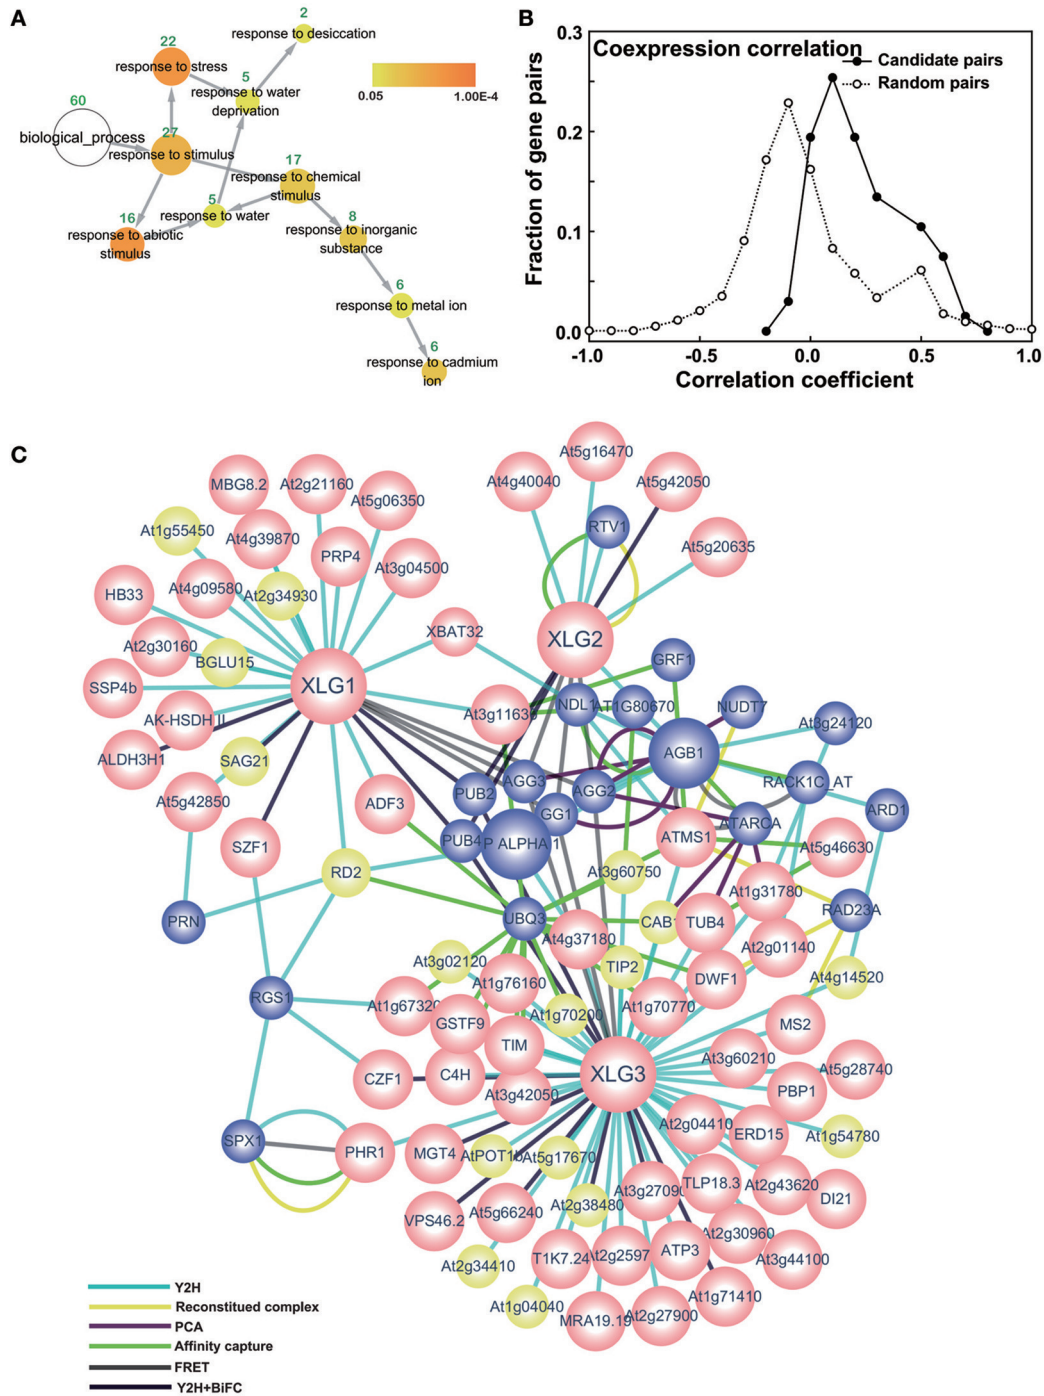 A
2
response to desiccation
22
response to stress
5
response to water
deprivation
0.05
1.00E-4
60
biological_process
27
response to stimulus
17
response to chemical
stimulus
5
response to water
16
response to abiotic
stimulus
8
response to inorganic
substance
6
response to metal ion
6
response to cadmium
ion
B
Coexpression correlation
Candidate pairs
Random pairs
Fraction of gene pairs
0.3
0.2
0.1
0.0
-1.0
-0.5
0.0
0.5
1.0
Correlation coefficient
C
MBG8.2
At2g21160
At5g06350
At1g55450
At4g39870
PRP4
At3g04500
HB33
At4g09580
At2g34930
At2g30160
BGLU15
XLG1
SSP4b
AK-HSDH II
ALDH3H1
SAG21
At5g42850
SZF1
ADF3
RD2
PRN
RGS1
XBAT32
At3g11630
At4g40040
At5g16470
At5g42050
RTV1
At5g20635
XLG2
GRF1
NDL1
AT1G80670
NUDT7
At3g24120
AGB1
AGG3
AGG2
GG1
PUB2
PUB4
P ALPHA 1
RACK1C_AT
ARD1
ATMS1
ATARCA
At5g46630
At3g60750
At1g31780
UBQ3
CAB1
TUB4
RAD23A
At4g37180
At2g01140
At3g02120
TIP2
DWF1
At4g14520
At1g76160
At1g67320
At1g70200
At1g70770
GSTF9
MS2
TIM
XLG3
At3g60210
At5g28740
CZF1
C4H
At3g42050
PBP1
SPX1
PHR1
MGT4
AtPOT1b
At5g17670
At2g04410
ERD15
At1g54780
VPS46.2
At5g66240
At2g38480
At3g27090
TLP18.3
At2g43620
DI21
At2g34410
T1K7.24
At2g2597
ATP3
At2g30960
At3g44100
At1g04040
MRA19.19
At2g27900
At1g71410
Y2H
Reconstitued complex
PCA
Affinity capture
FRET
Y2H+BiFC